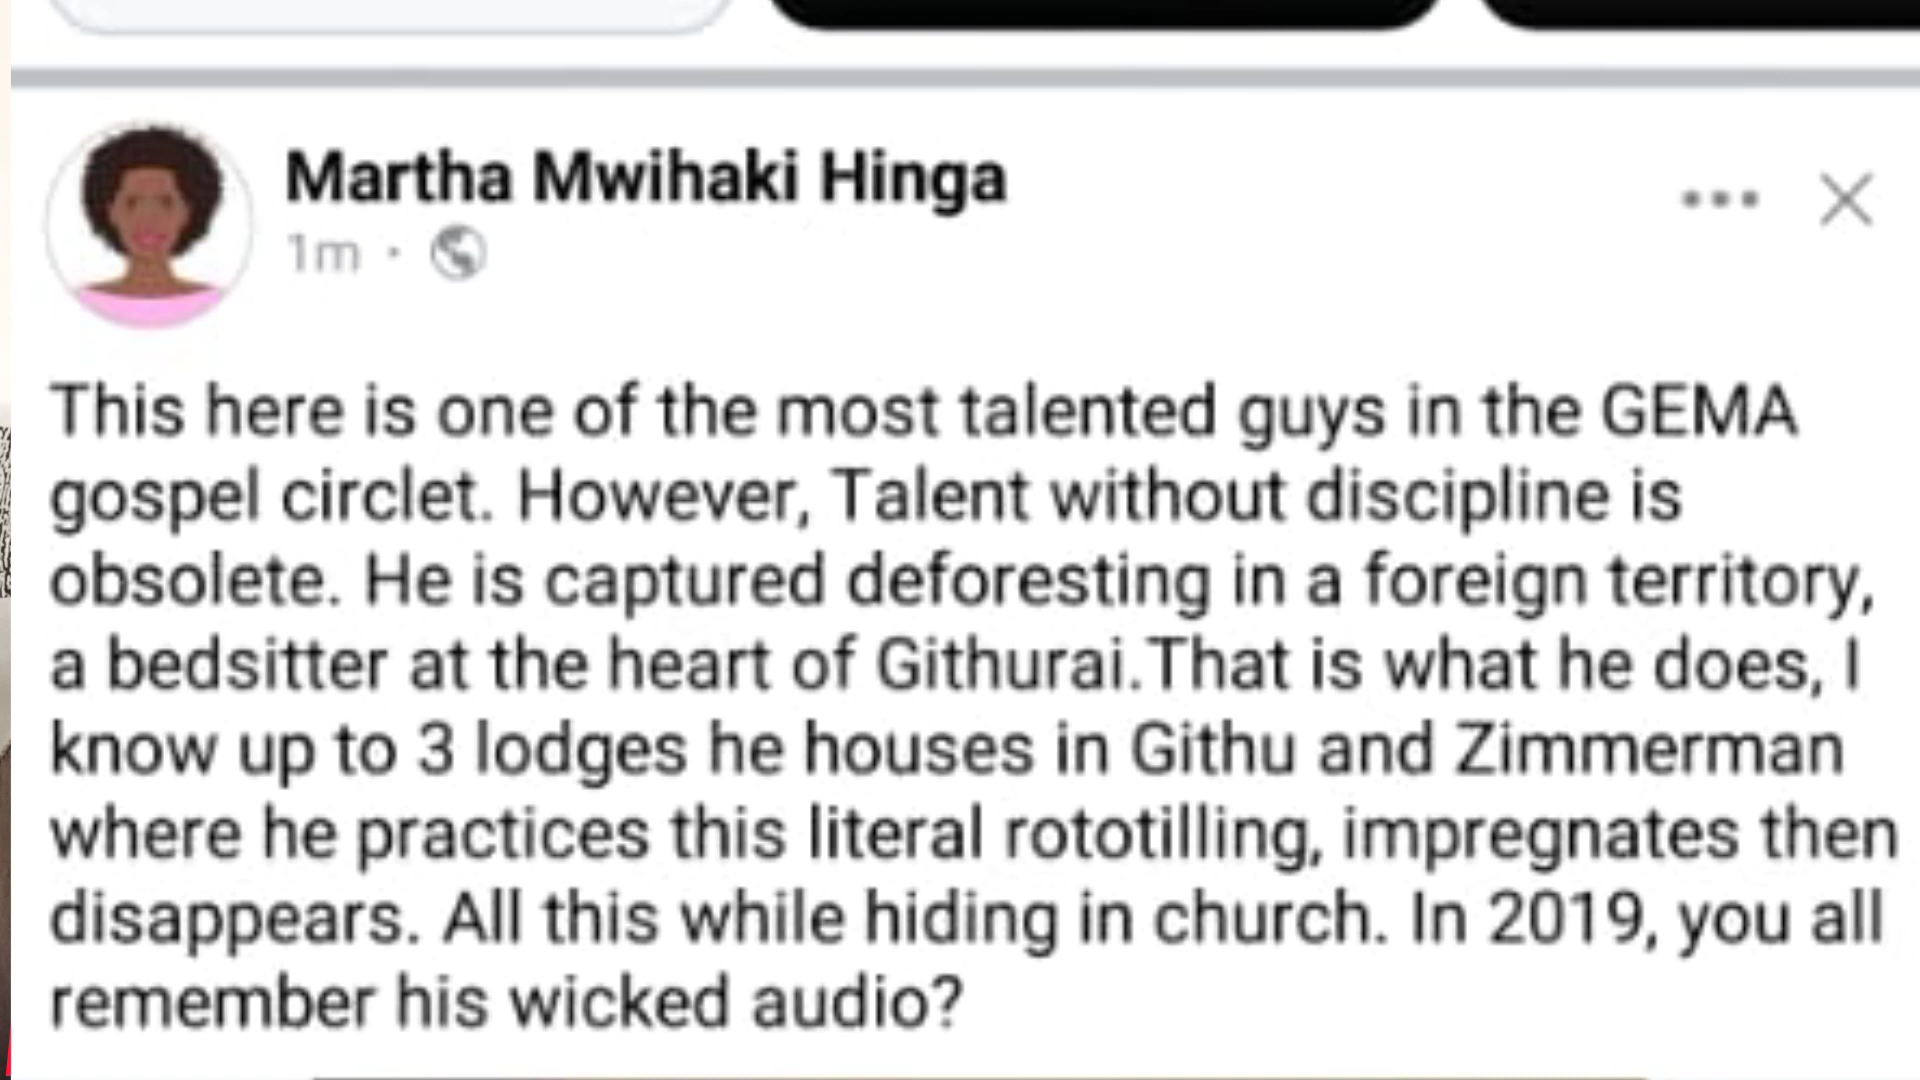 Martha Mwihaki Hinga
1m ·
This here is one of the most talented guys in the GEMA
gospel circlet. However, Talent without discipline is
obsolete. He is captured deforesting in a foreign territory,
a bedsitter at the heart of Githurai.That is what he does, I
know up to 3 lodges he houses in Githu and Zimmerman
where he practices this literal rototilling, impregnates then
disappears. All this while hiding in church. In 2019, you all
remember his wicked audio?